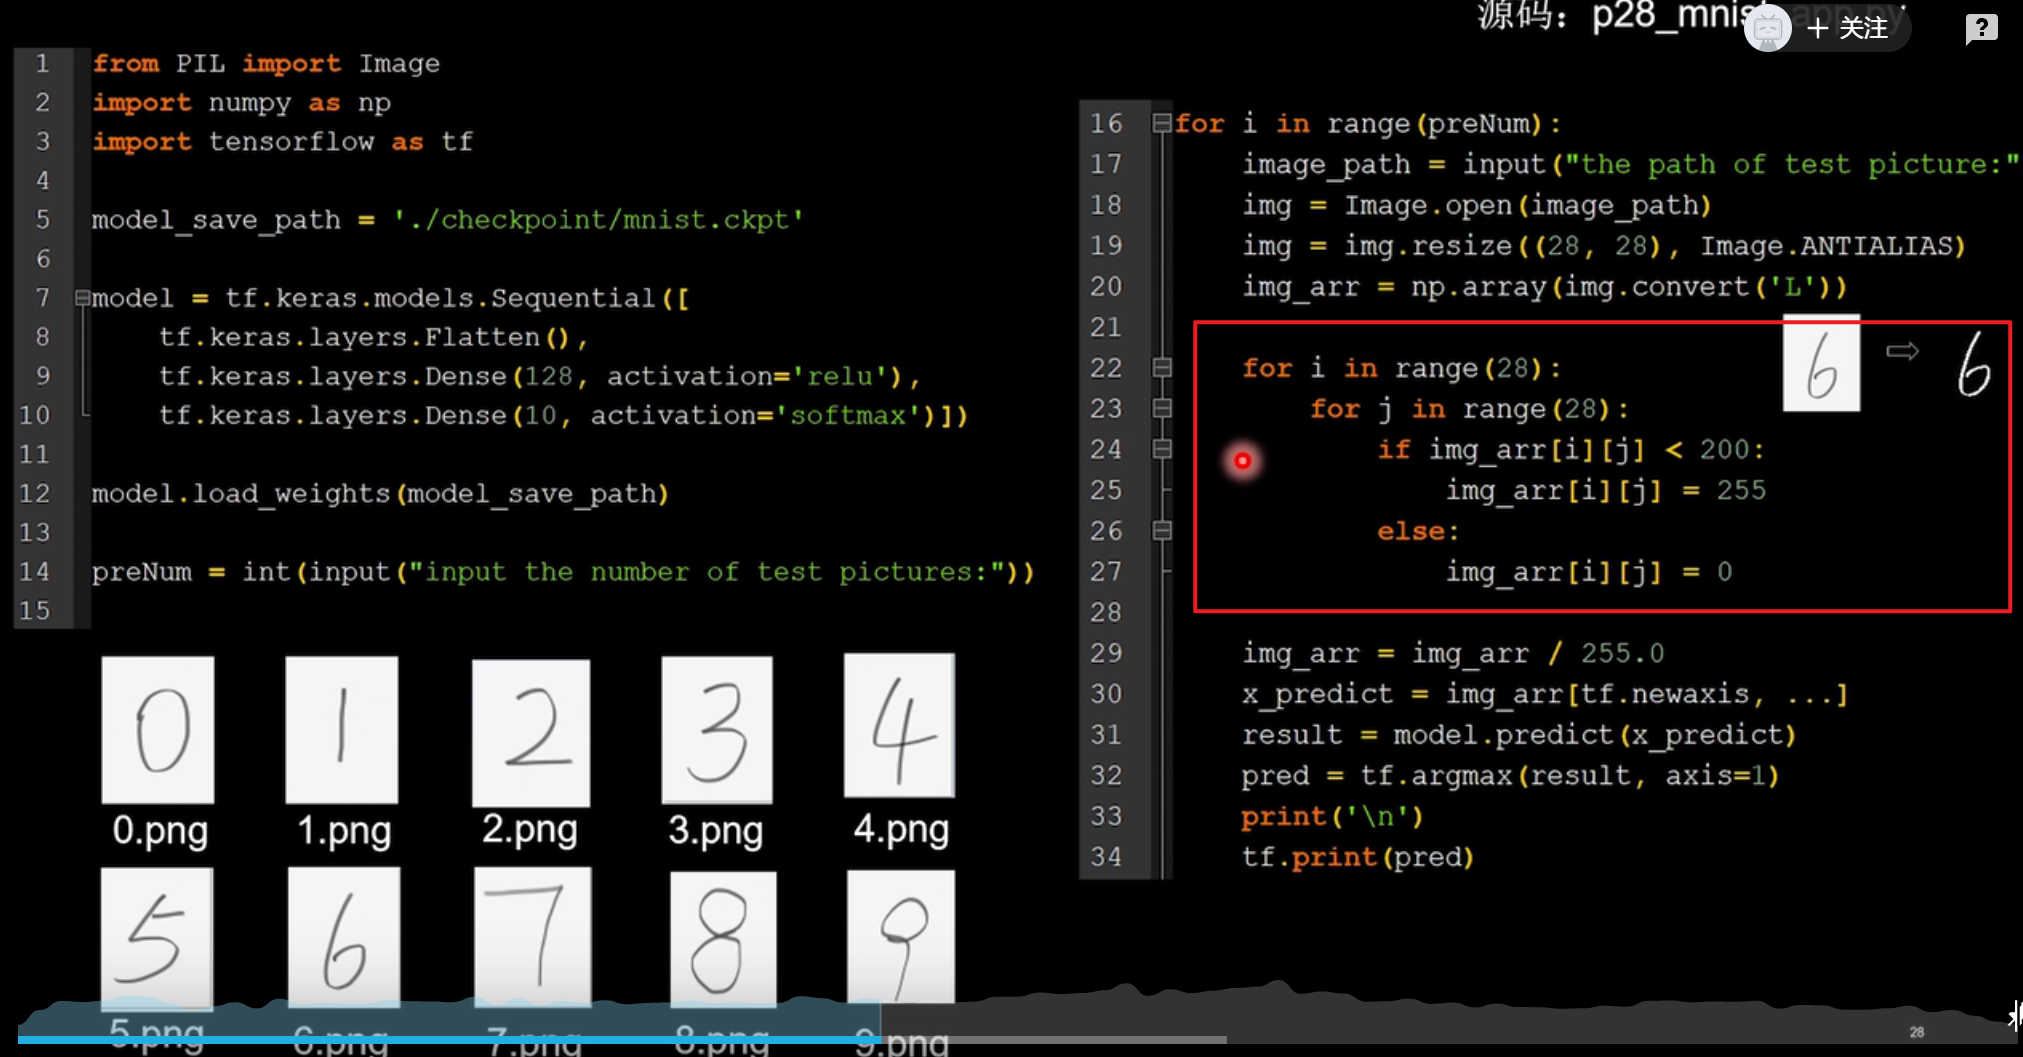 源码：p28_mnist_app.py
+ 关注
?
1 from PIL import Image
2 import numpy as np
3 import tensorflow as tf
4
5 model_save_path = './checkpoint/mnist.ckpt'
6
7 model = tf.keras.models.Sequential([
8 tf.keras.layers.Flatten(),
9 tf.keras.layers.Dense(128, activation='relu'),
10 tf.keras.layers.Dense(10, activation='softmax')])
11
12 model.load_weights(model_save_path)
13
14 preNum = int(input("input the number of test pictures:"))
15
16 for i in range(preNum):
17 image_path = input("the path of test picture:"
18 img = Image.open(image_path)
19 img = img.resize((28, 28), Image.ANTIALIAS)
20 img_arr = np.array(img.convert('L'))
21
22 for i in range(28):
23 for j in range(28):
24 if img_arr[i][j] < 200:
25 img_arr[i][j] = 255
26 else:
27 img_arr[i][j] = 0
28
29 img_arr = img_arr / 255.0
30 x_predict = img_arr[tf.newaxis, ...]
31 result = model.predict(x_predict)
32 pred = tf.argmax(result, axis=1)
33 print('\n')
34 tf.print(pred)
6 ⇨ 6
0 1 2 3 4
0.png 1.png 2.png 3.png 4.png
5 6 7 8 9
5.png 6.png 7.png 8.png 9.png
28